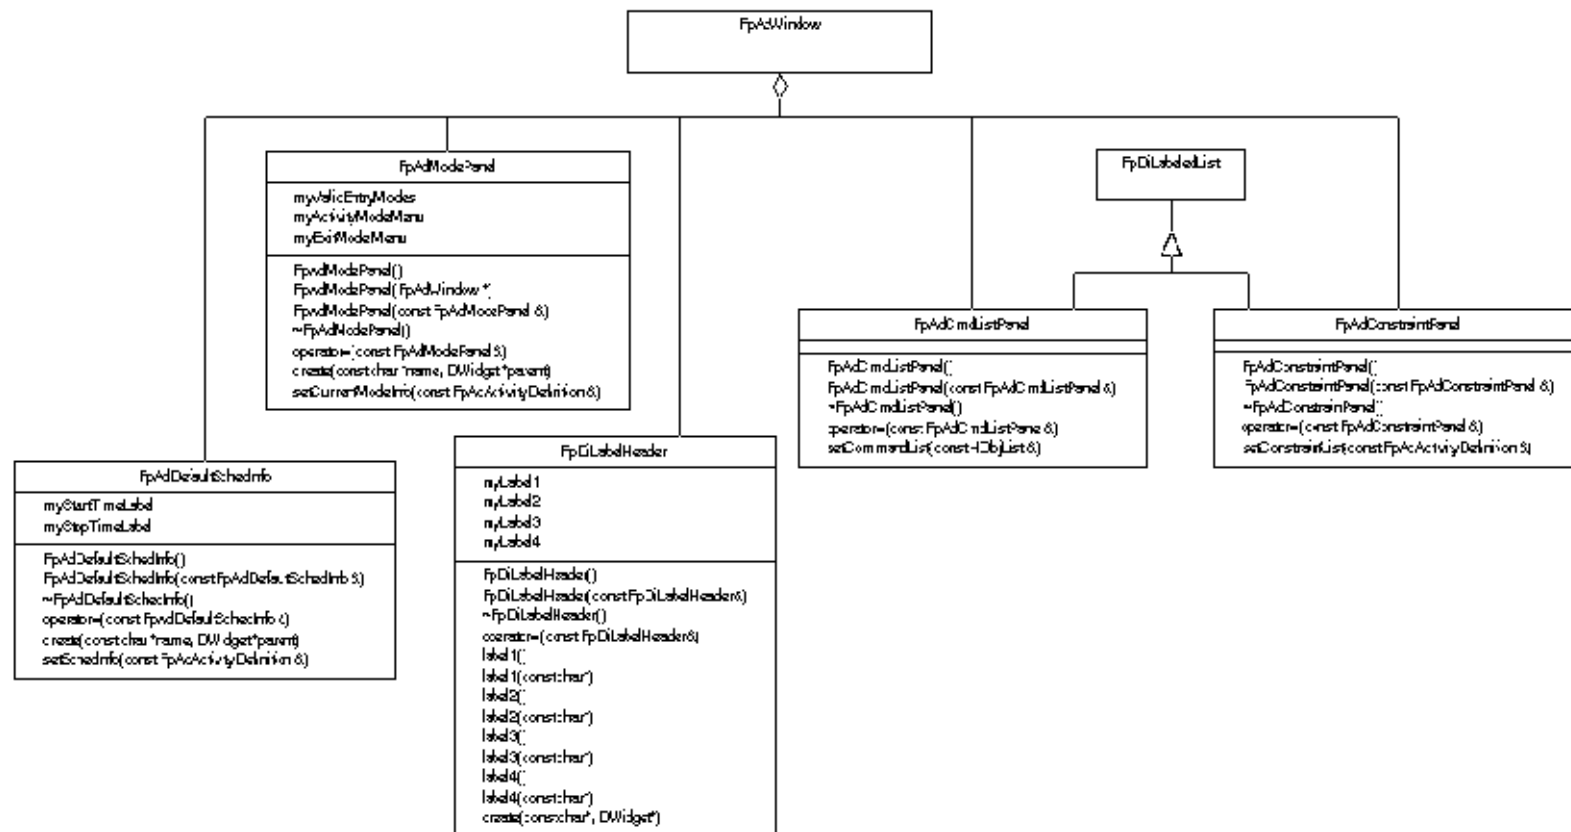 FpAdWindow
FpAdModePanel
myValidEntryModes
myActivityModeMenu
myExitModeMenu
FpAdModePanel()
FpAdModePanel( FpAdWindow *)
FpAdModePanel(const FpAdModePanel &)
~FpAdModePanel()
operator=(const FpAdModePanel &)
create(const char *name, DWidget *parent)
setCurrentModeInfo(const FpAcActivityDefinition &)
FpDiLabeledList
FpAdCmdListPanel
FpAdCmdListPanel()
FpAdCmdListPanel(const FpAdCmdListPanel &)
~FpAdCmdListPanel()
operator=(const FpAdCmdListPanel &)
setCommandList(const HObjList &)
FpAdConstraintPanel
FpAdConstraintPanel()
FpAdConstraintPanel(const FpAdConstraintPanel &)
~FpAdConstrainPanel()
operator=(const FpAdConstraintPanel &)
setConstraintList(const FpAcActivityDefinition &)
FpAdDefaultSchedInfo
myStartTimeLabel
myStopTimeLabel
FpAdDefaultSchedInfo()
FpAdDefaultSchedInfo(const FpAdDefaultSchedInfo &)
~FpAdDefaultSchedInfo()
operator=(const FpAdDefaultSchedInfo &)
create(const char *name, DWidget *parent)
setSchedInfo(const FpAcActivityDefinition &)
FpDiLabelHeader
myLabel1
myLabel2
myLabel3
myLabel4
FpDiLabelHeader()
FpDiLabelHeader(const FpDiLabelHeader&)
~FpDiLabelHeader()
operator=(const FpDiLabelHeader&)
label1()
label1(const char*)
label2()
label2(const char*)
label3()
label3(const char*)
label4()
label4(const char*)
create(const char*, DWidget*)